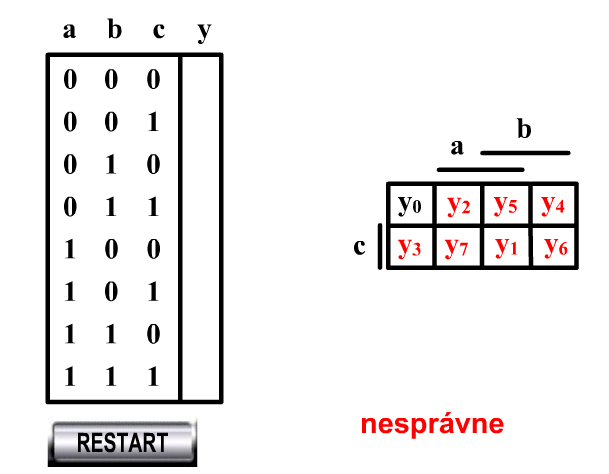 a b c y
0 0 0
0 0 1
0 1 0
0 1 1
1 0 0
1 0 1
1 1 0
1 1 1
RESTART
b
a
y0 y2 y5 y4
c y3 y7 y1 y6
nesprávne